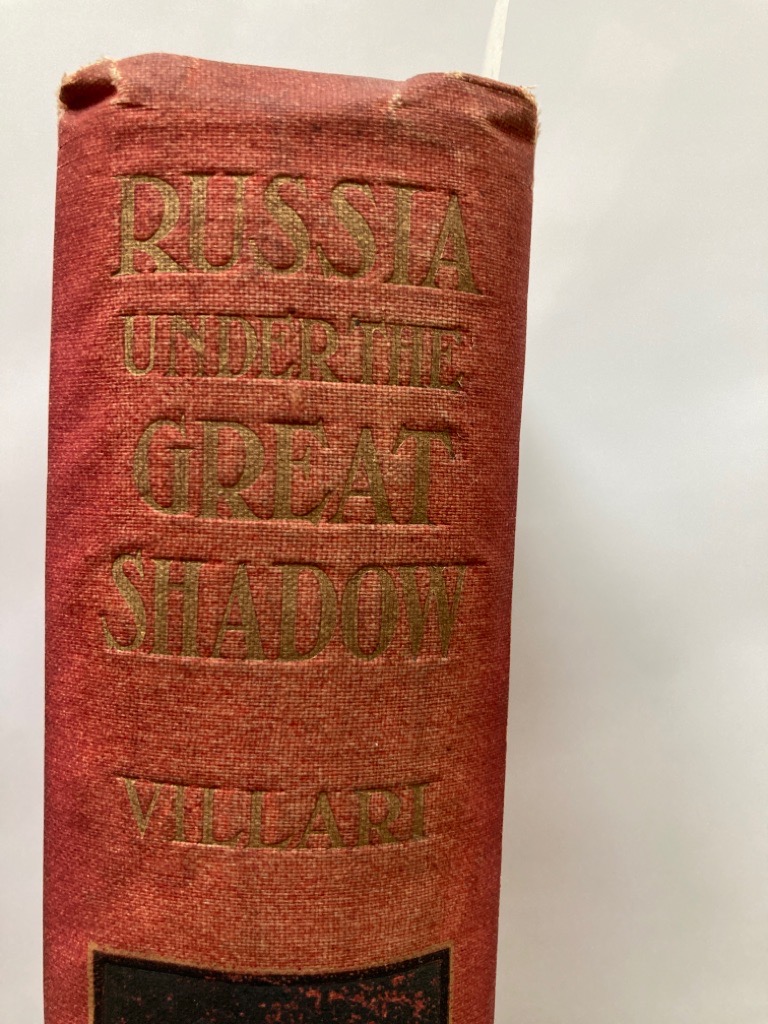 RUSSIA
UNDER THE
GREAT
SHADOW
VILLARI